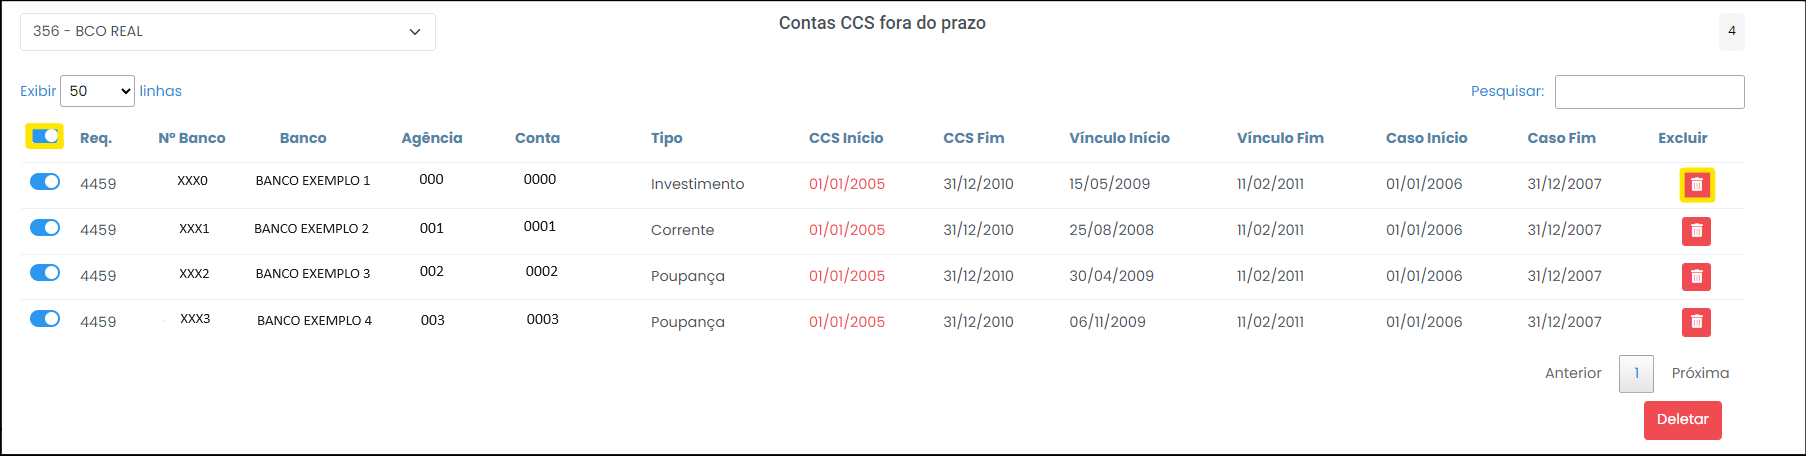 356 - BCO REAL
Contas CCS fora do prazo
4
Exibir 50 linhas
Pesquisar:
Req. Nº Banco Banco Agência Conta Tipo CCS Início CCS Fim Vínculo Início Vínculo Fim Caso Início Caso Fim Excluir
4459 XXX0 BANCO EXEMPLO 1 000 0000 Investimento 01/01/2005 31/12/2010 15/05/2009 11/02/2011 01/01/2006 31/12/2007
4459 XXX1 BANCO EXEMPLO 2 001 0001 Corrente 01/01/2005 31/12/2010 25/08/2008 11/02/2011 01/01/2006 31/12/2007
4459 XXX2 BANCO EXEMPLO 3 002 0002 Poupança 01/01/2005 31/12/2010 30/04/2009 11/02/2011 01/01/2006 31/12/2007
4459 XXX3 BANCO EXEMPLO 4 003 0003 Poupança 01/01/2005 31/12/2010 06/11/2009 11/02/2011 01/01/2006 31/12/2007
Anterior 1 Próxima
Deletar